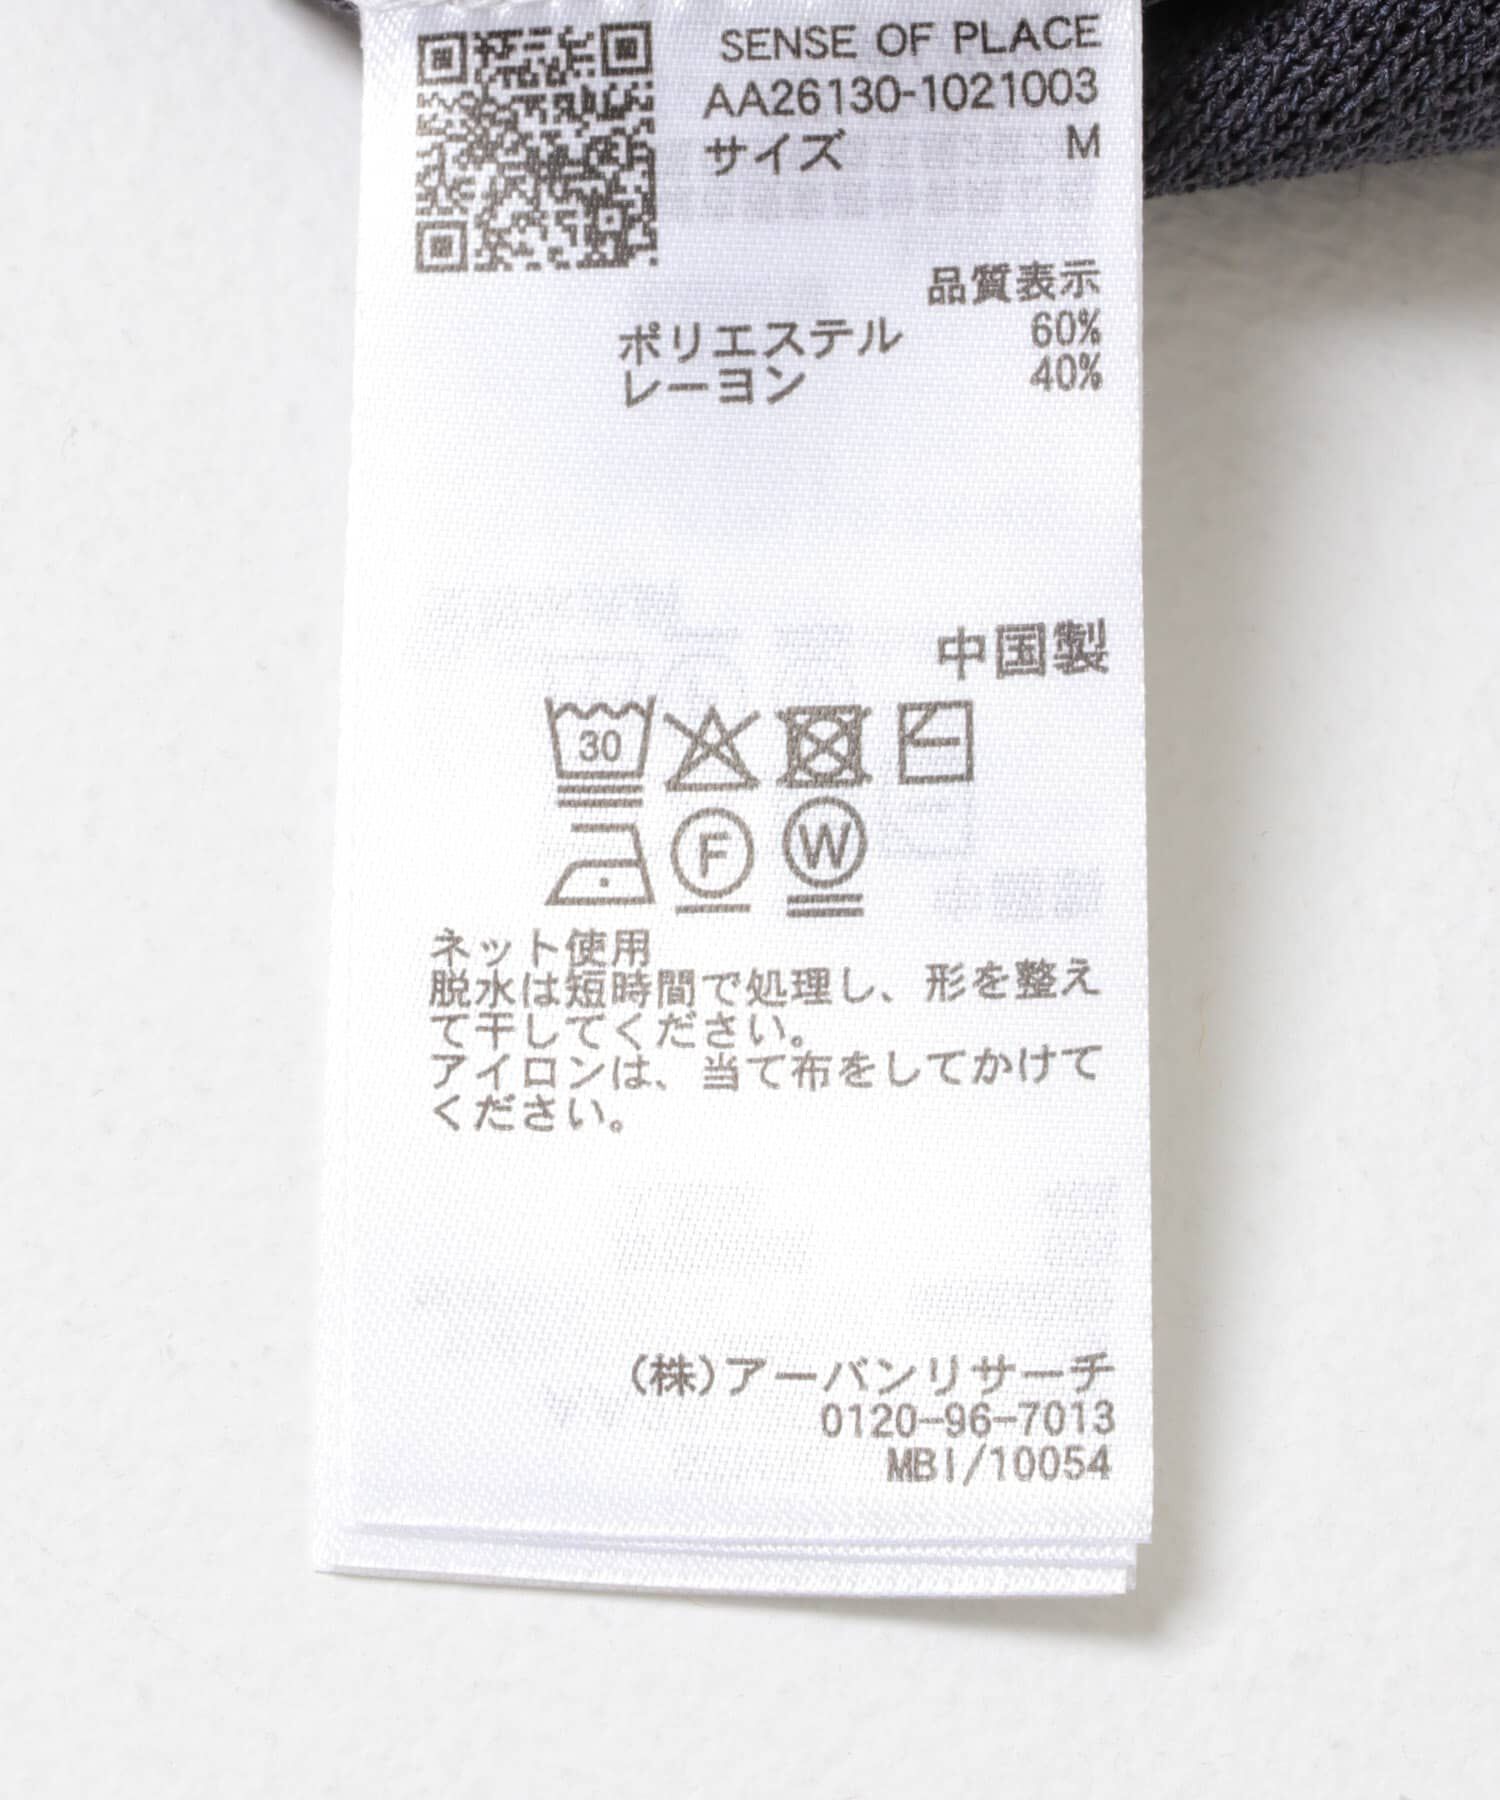 SENSE OF PLACE
AA26130-1021003
サイズ M
品質表示
ポリエステル 60%
レーヨン 40%
中国製
30
F W
ネット使用
脱水は短時間で処理し、形を整え
て干してください。
アイロンは、当て布をしてかけて
ください。
(株)アーバンリサーチ
0120-96-7013
MBI/10054